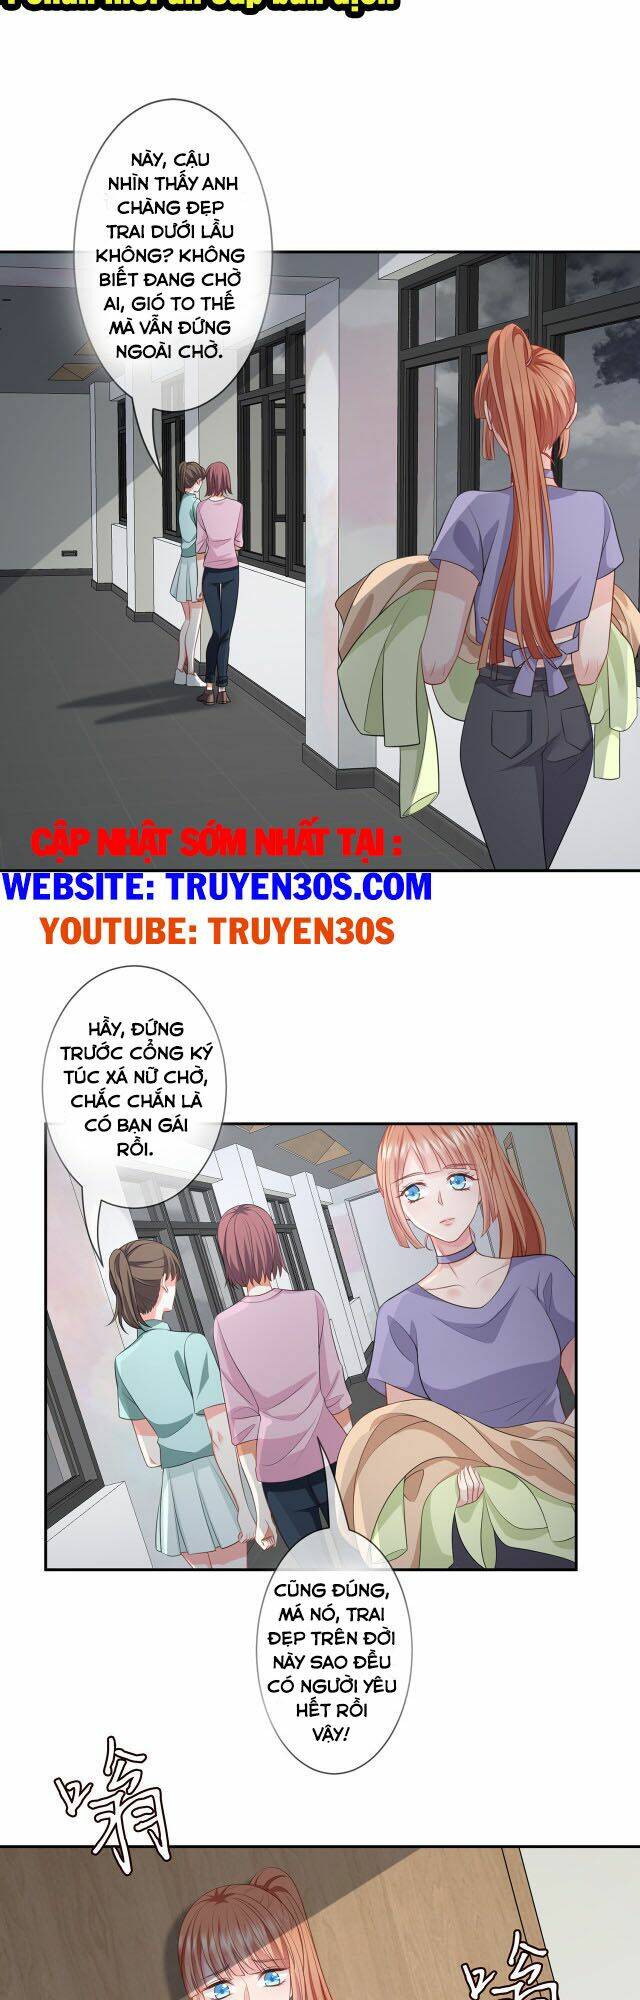 NÀY, CẬU
NHÌN THẤY ANH
CHÀNG ĐẸP
TRAI DƯỚI LẦU
KHÔNG? KHÔNG
BIẾT ĐANG CHỜ
AI, GIÓ TO THẾ
MÀ VẪN ĐỨNG
NGOÀI CHỜ.
CẬP NHẬT SỚM NHẤT TẠI :
WEBSITE: TRUYEN30S.COM
YOUTUBE: TRUYEN30S
HẦY, ĐỨNG
TRƯỚC CỔNG KÝ
TÚC XÁ NỮ CHỜ,
CHẮC CHẮN LÀ
CÓ BẠN GÁI
RỒI.
CŨNG ĐÚNG,
MÁ NÓ, TRAI
ĐẸP TRÊN ĐỜI
NÀY SAO ĐỀU
CÓ NGƯỜI YÊU
HẾT RỒI
VẬY!
嗡
嗡